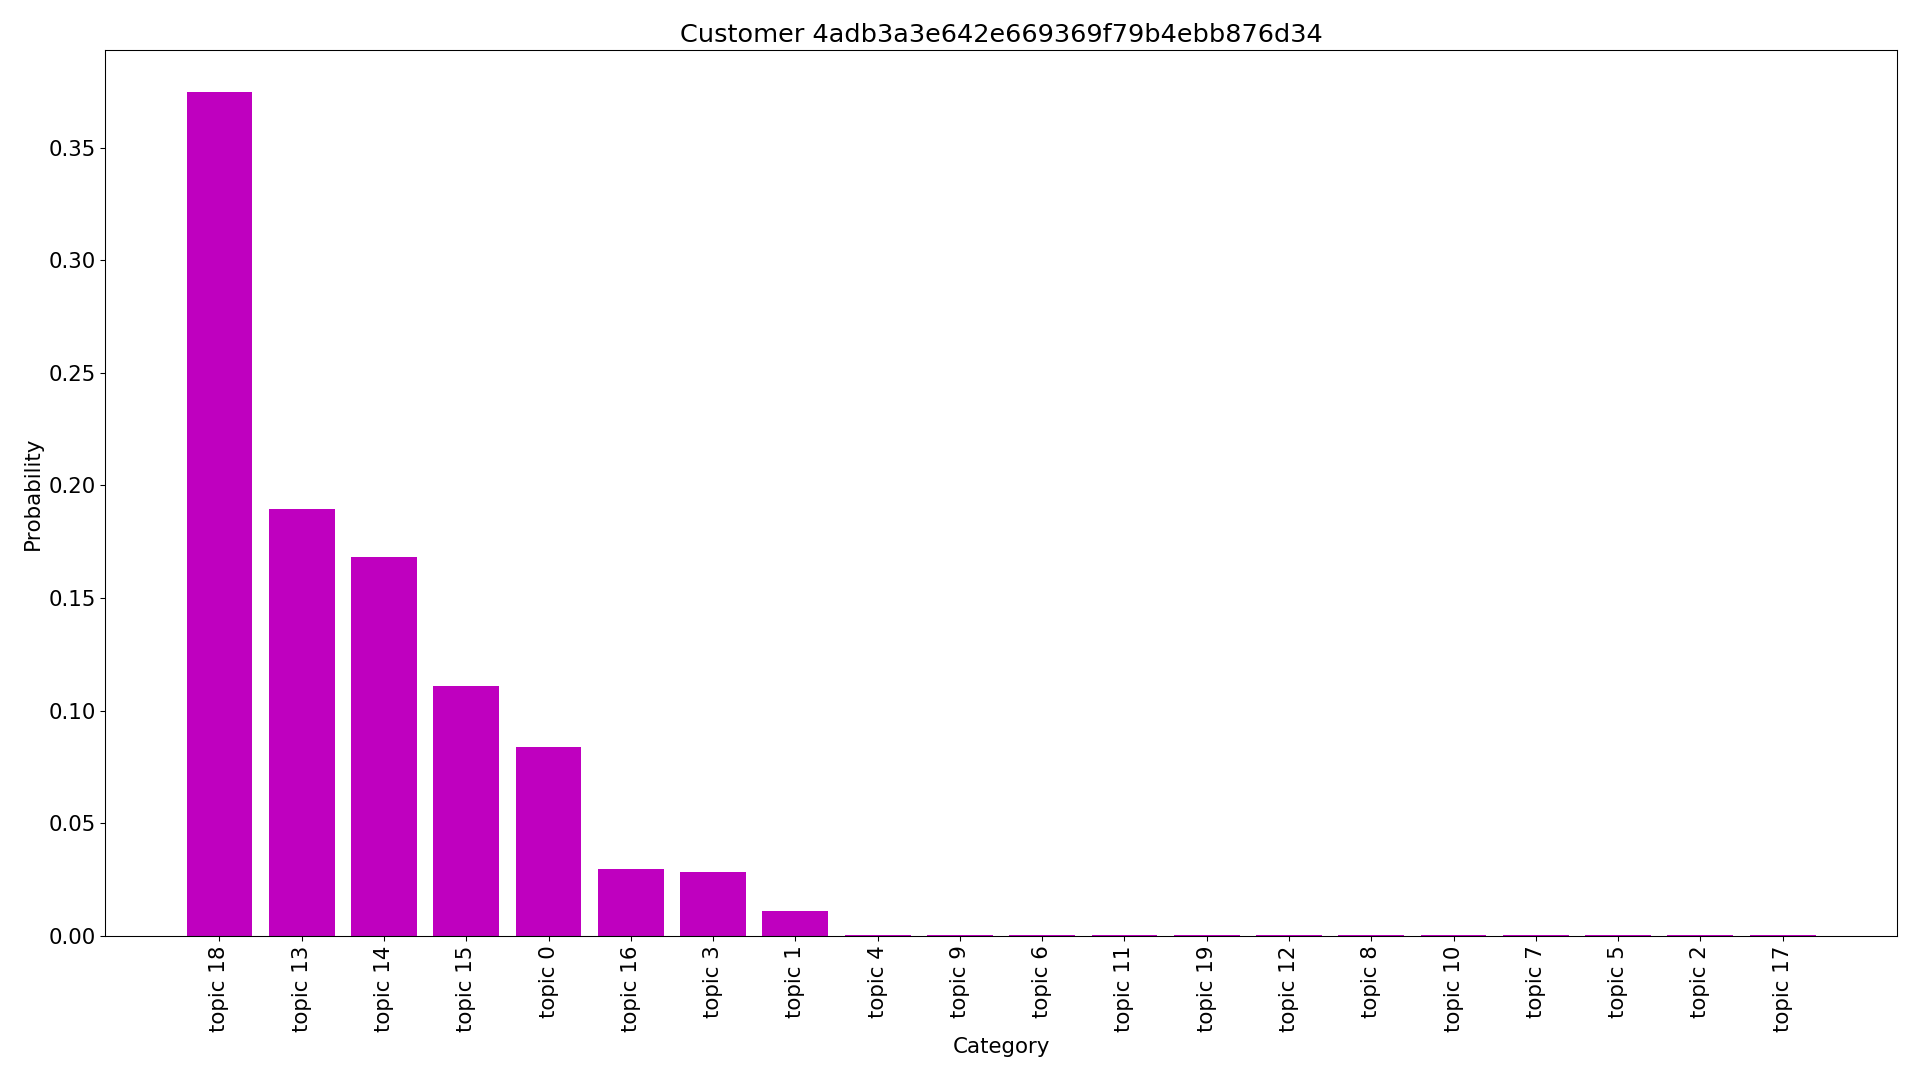 Customer 4adb3a3e642e669369f79b4ebb876d34
Probability
0.35
0.30
0.25
0.20
0.15
0.10
0.05
0.00
topic 18
topic 13
topic 14
topic 15
topic 0
topic 16
topic 3
topic 1
topic 4
topic 9
topic 6
topic 11
topic 19
topic 12
topic 8
topic 10
topic 7
topic 5
topic 2
topic 17
Category